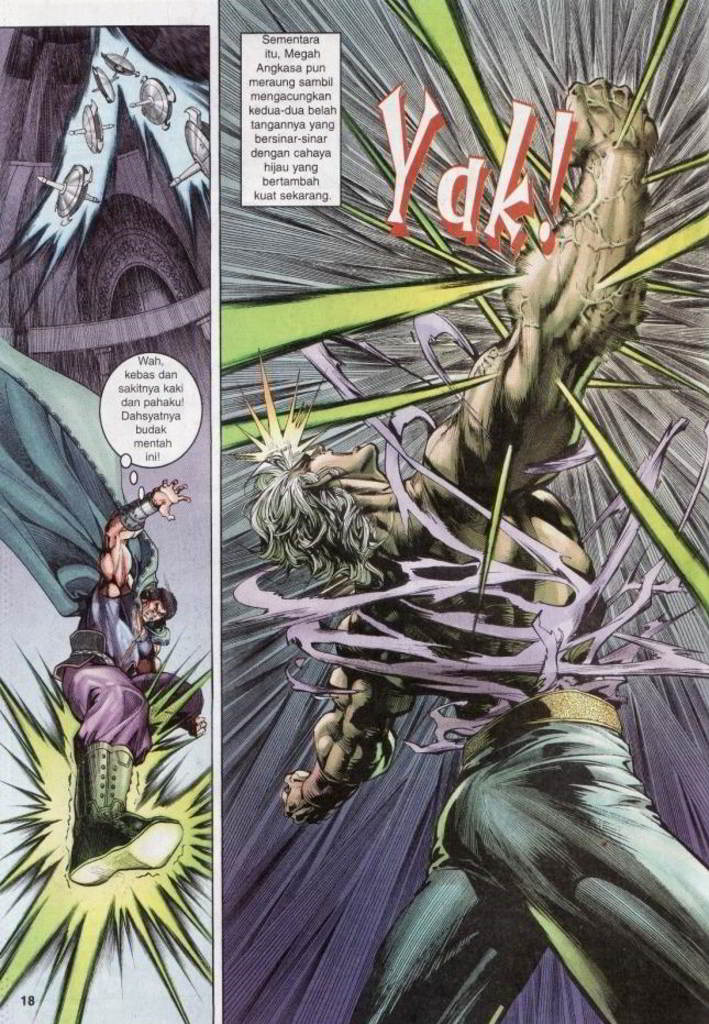 Wah,
kebas dan
sakitnya kaki
dan pahaku!
Dahsyatnya
budak
mentah
ini!
Sementara
itu, Megah
Angkasa pun
meraung sambil
mengacungkan
kedua-dua belah
tangannya yang
bersinar-sinar
dengan cahaya
hijau yang
bertambah
kuat sekarang.
Yak!
18